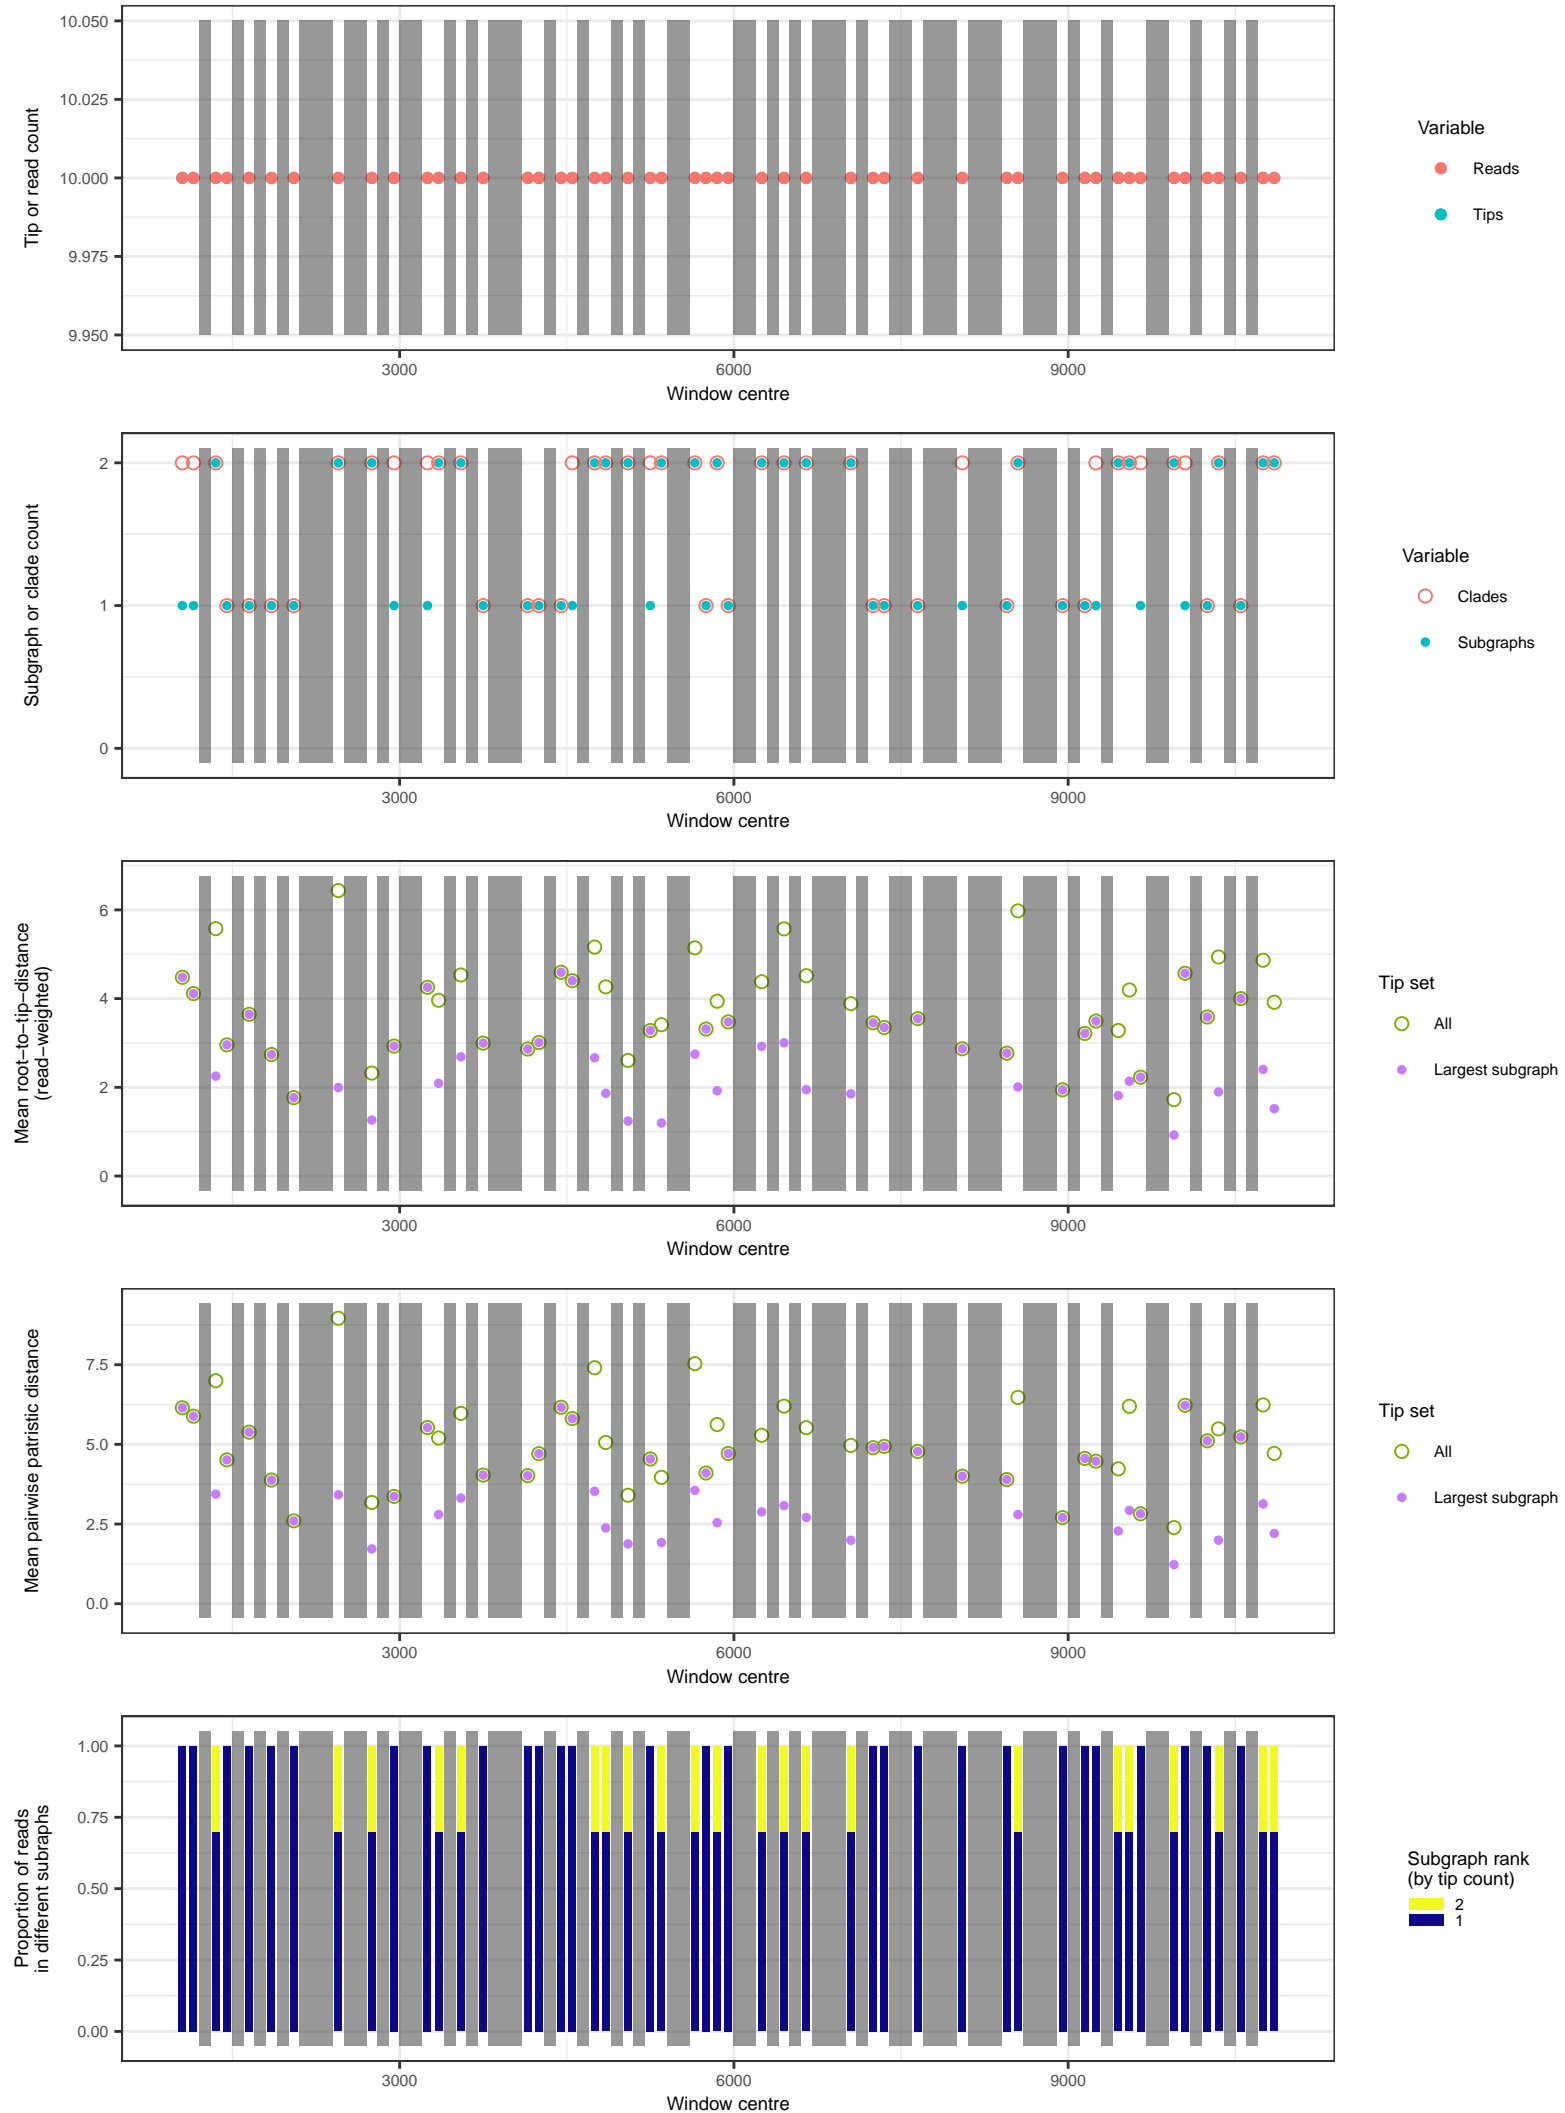 10.050
10.025
10.000
9.975
9.950
Tip or read count
3000 6000 9000
Window centre
Variable
Reads
Tips
2
1
0
Subgraph or clade count
3000 6000 9000
Window centre
Variable
Clades
Subgraphs
6
4
2
0
Mean root−to−tip−distance
(read−weighted)
3000 6000 9000
Window centre
Tip set
All
Largest subgraph
7.5
5.0
2.5
0.0
Mean pairwise patristic distance
3000 6000 9000
Window centre
Tip set
All
Largest subgraph
1.00
0.75
0.50
0.25
0.00
Proportion of reads
in different subraphs
3000 6000 9000
Window centre
Subgraph rank
(by tip count)
2
1